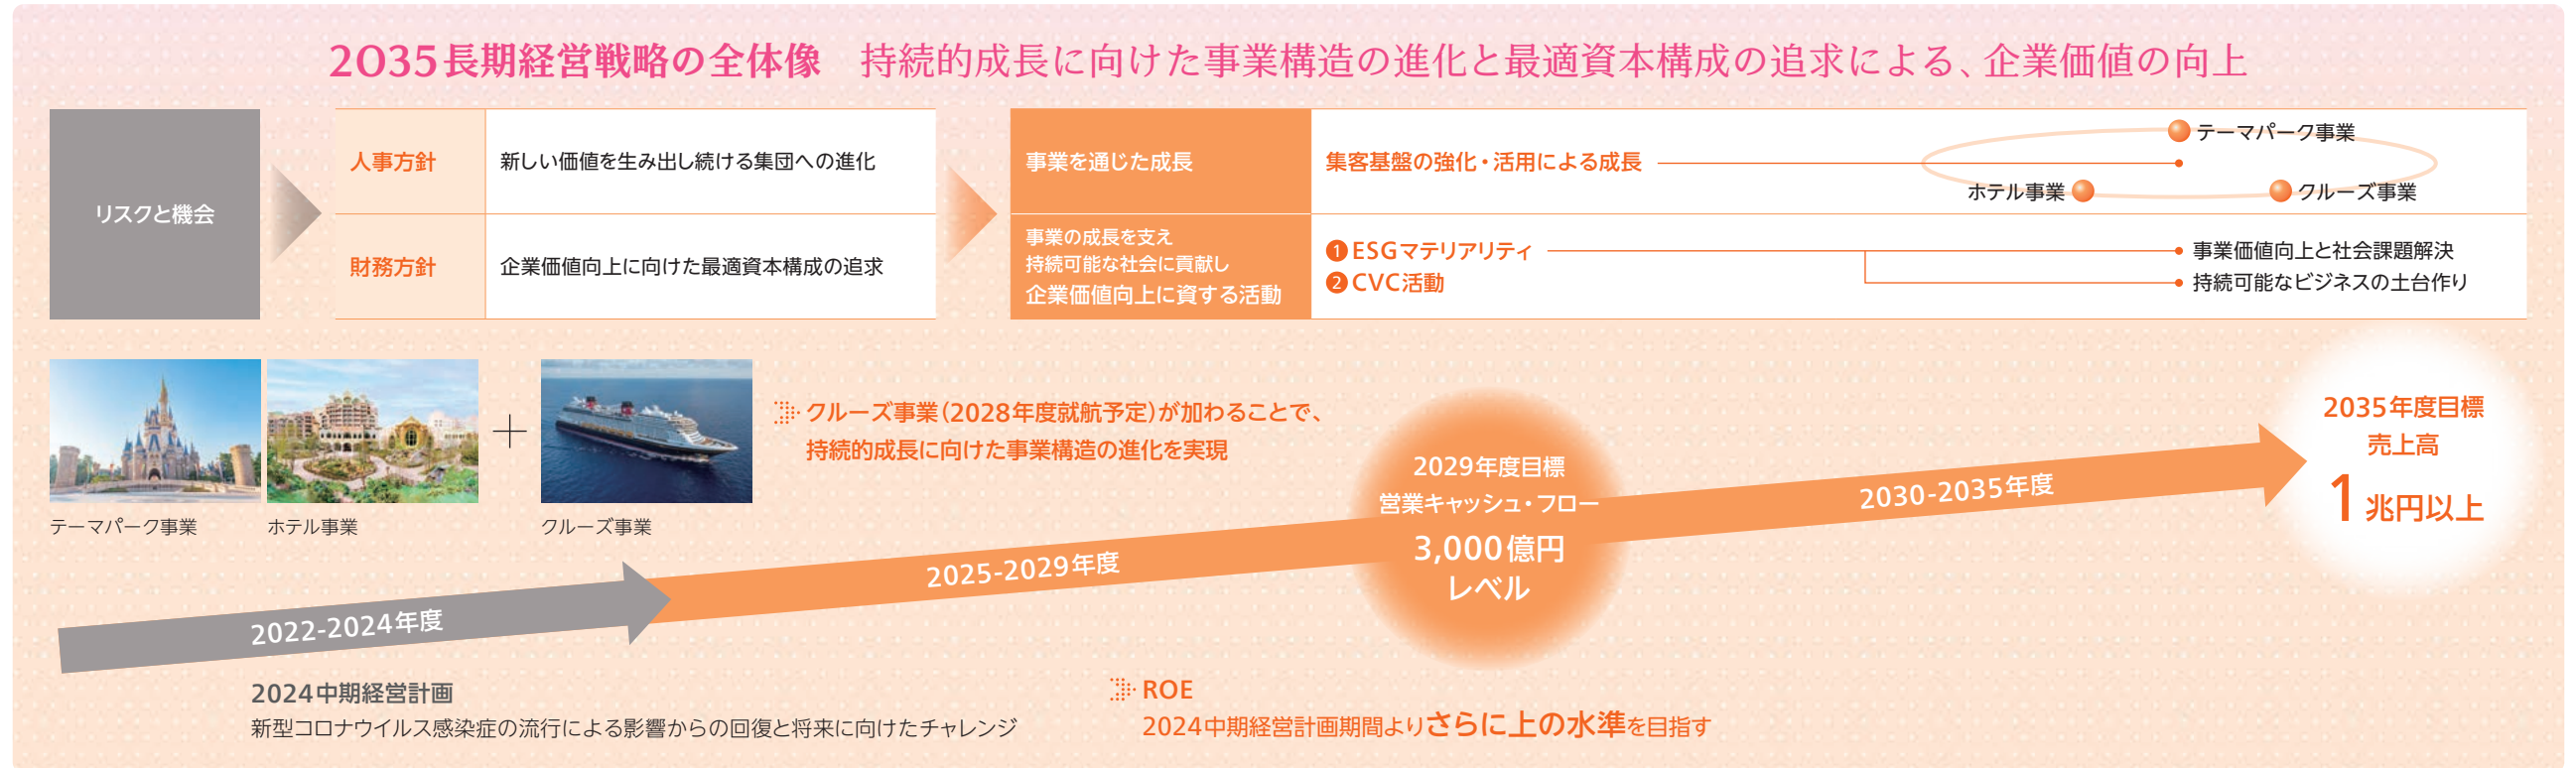 2035長期経営戦略の全体像 持続的成長に向けた事業構造の進化と最適資本構成の追求による、企業価値の向上
リスクと機会
人事方針
新しい価値を生み出し続ける集団への進化
財務方針
企業価値向上に向けた最適資本構成の追求
事業を通じた成長
集客基盤の強化・活用による成長
テーマパーク事業
ホテル事業
クルーズ事業
事業の成長を支え
持続可能な社会に貢献し
企業価値向上に資する活動
1 ESGマテリアリティ
2 CVC活動
事業価値向上と社会課題解決
持続可能なビジネスの土台作り
テーマパーク事業
ホテル事業
+
クルーズ事業
クルーズ事業(2028年度就航予定)が加わることで、
持続的成長に向けた事業構造の進化を実現
2022-2024年度
2025-2029年度
2029年度目標
営業キャッシュ・フロー
3,000億円
レベル
2030-2035年度
2035年度目標
売上高
1兆円以上
2024中期経営計画
新型コロナウイルス感染症の流行による影響からの回復と将来に向けたチャレンジ
ROE
2024中期経営計画期間よりさらに上の水準を目指す